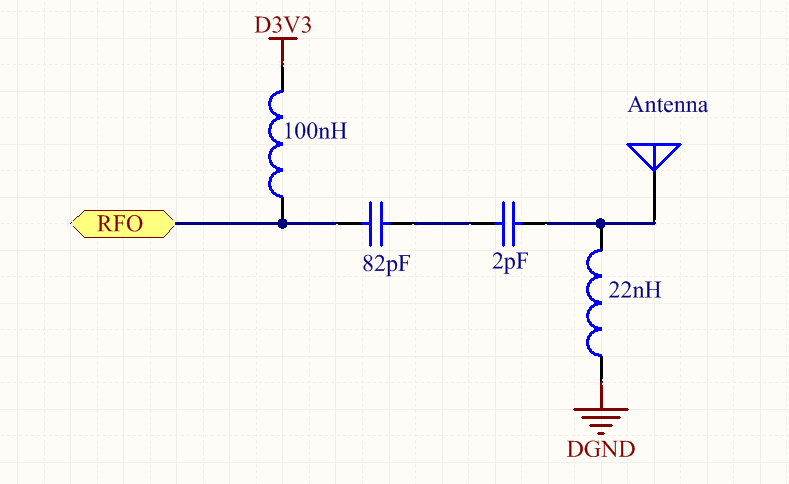 D3V3
100nH
Antenna
RFO
82pF
2pF
22nH
DGND